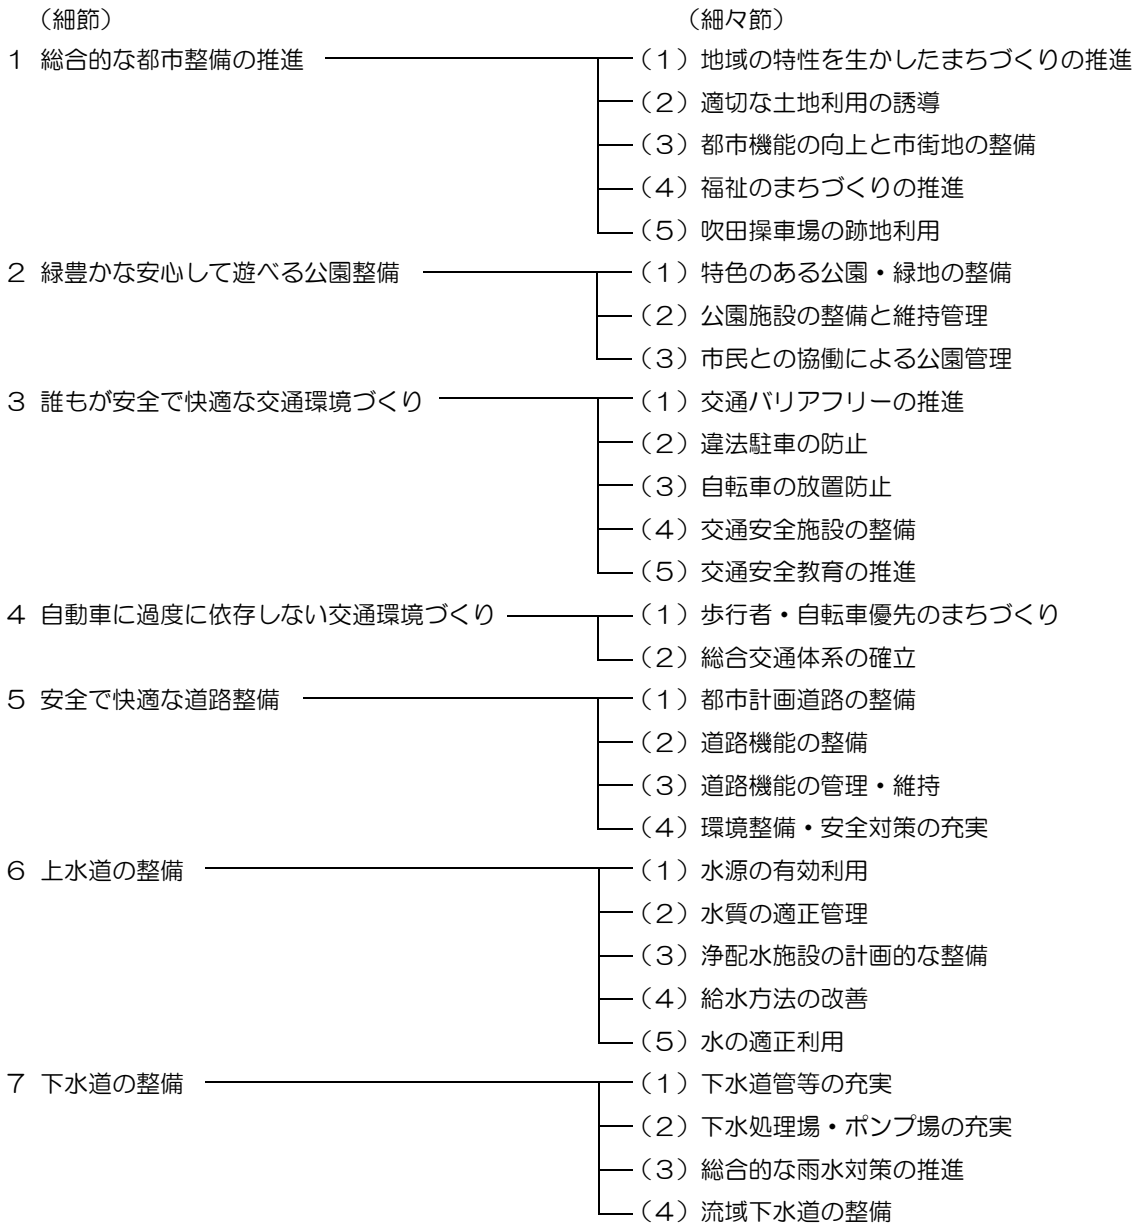 （細節） （細々節）
１ 総合的な都市整備の推進 （１）地域の特性を生かしたまちづくりの推進
（２）適切な土地利用の誘導
（３）都市機能の向上と市街地の整備
（４）福祉のまちづくりの推進
（５）吹田操車場の跡地利用
２ 緑豊かな安心して遊べる公園整備 （１）特色のある公園・緑地の整備
（２）公園施設の整備と維持管理
（３）市民との協働による公園管理
３ 誰もが安全で快適な交通環境づくり （１）交通バリアフリーの推進
（２）違法駐車の防止
（３）自転車の放置防止
（４）交通安全施設の整備
（５）交通安全教育の推進
４ 自動車に過度に依存しない交通環境づくり （１）歩行者・自転車優先のまちづくり
（２）総合交通体系の確立
５ 安全で快適な道路整備 （１）都市計画道路の整備
（２）道路機能の整備
（３）道路機能の管理・維持
（４）環境整備・安全対策の充実
６ 上水道の整備 （１）水源の有効利用
（２）水質の適正管理
（３）浄配水施設の計画的な整備
（４）給水方法の改善
（５）水の適正利用
７ 下水道の整備 （１）下水道管等の充実
（２）下水処理場・ポンプ場の充実
（３）総合的な雨水対策の推進
（４）流域下水道の整備